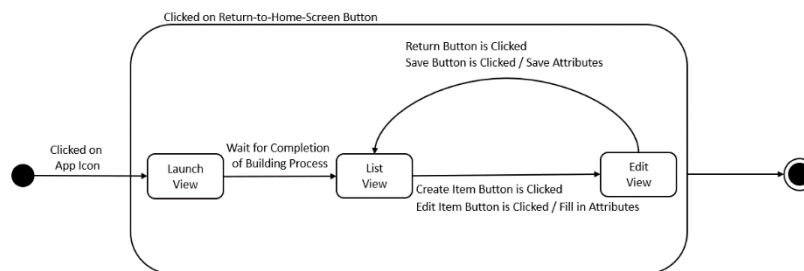 Clicked on Return-to-Home-Screen Button
Return Button is Clicked
Save Button is Clicked / Save Attributes
Clicked on
App Icon
Launch
View
Wait for Completion
of Building Process
List
View
Create Item Button is Clicked
Edit Item Button is Clicked / Fill in Attributes
Edit
View